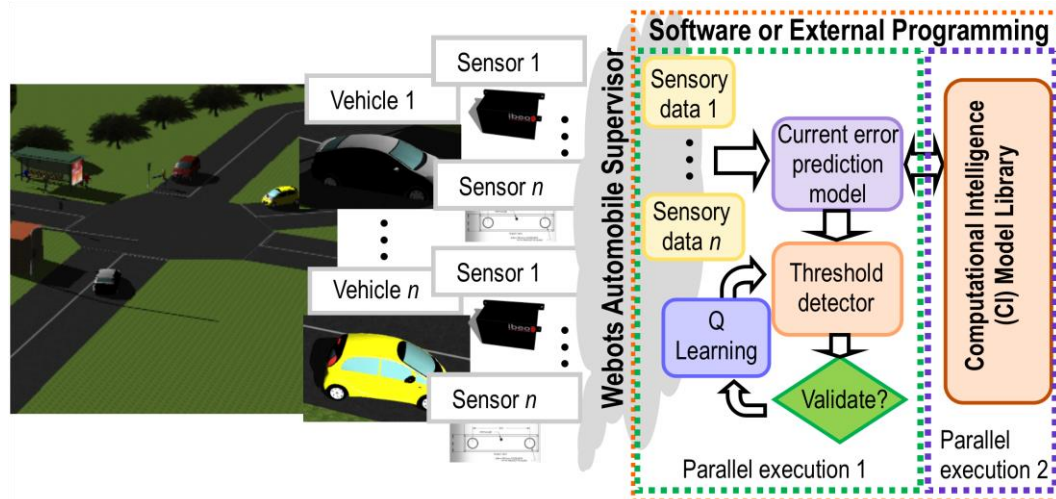 Software or External Programming
Webots Automobile Supervisor
Sensor 1
Vehicle 1
Sensor n
Sensor 1
Vehicle n
Sensor n
ibeo
ibeo
Sensory
data 1
Sensory
data n
Current error
prediction
model
Threshold
detector
Q
Learning
Validate?
Parallel execution 1
Computational Intelligence
(CI) Model Library
Parallel
execution 2